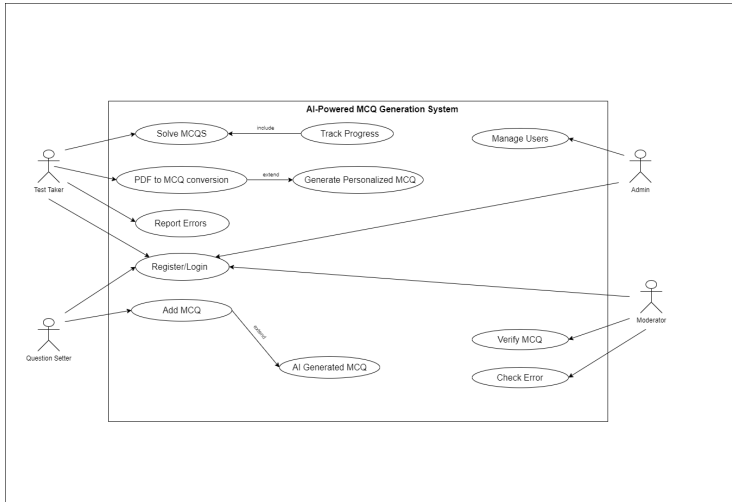 AI-Powered MCQ Generation System
Solve MCQS
include
Track Progress
Manage Users
PDF to MCQ conversion
extend
Generate Personalized MCQ
Test Taker
Admin
Report Errors
Register/Login
Add MCQ
Moderator
extend
Verify MCQ
Question Setter
AI Generated MCQ
Check Error